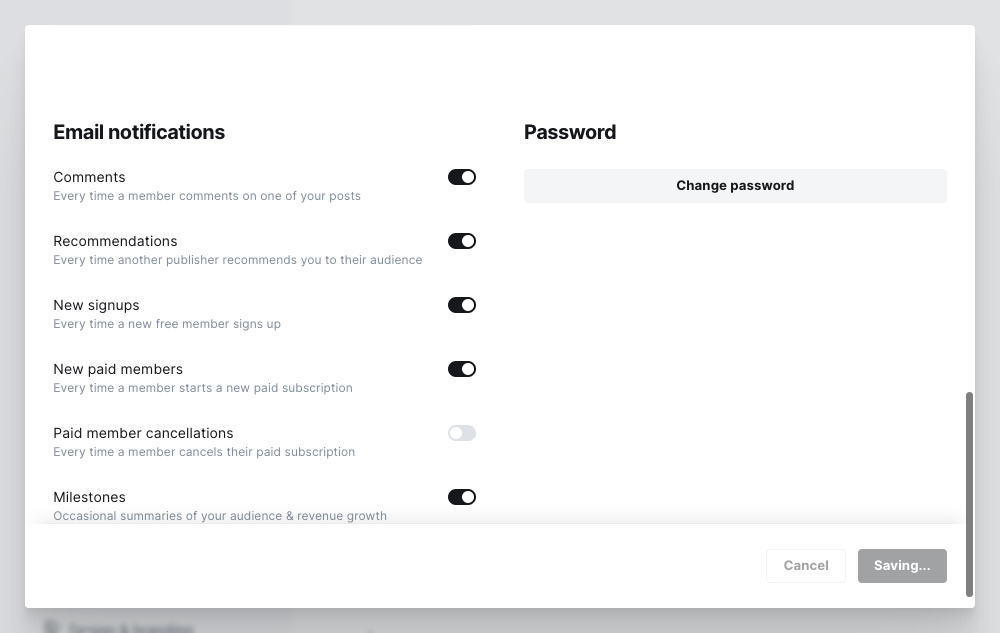 Email notifications
Comments
Every time a member comments on one of your posts
Recommendations
Every time another publisher recommends you to their audience
New signups
Every time a new free member signs up
New paid members
Every time a member starts a new paid subscription
Paid member cancellations
Every time a member cancels their paid subscription
Milestones
Occasional summaries of your audience & revenue growth
Password
Change password
Cancel
Saving...
Design & branding